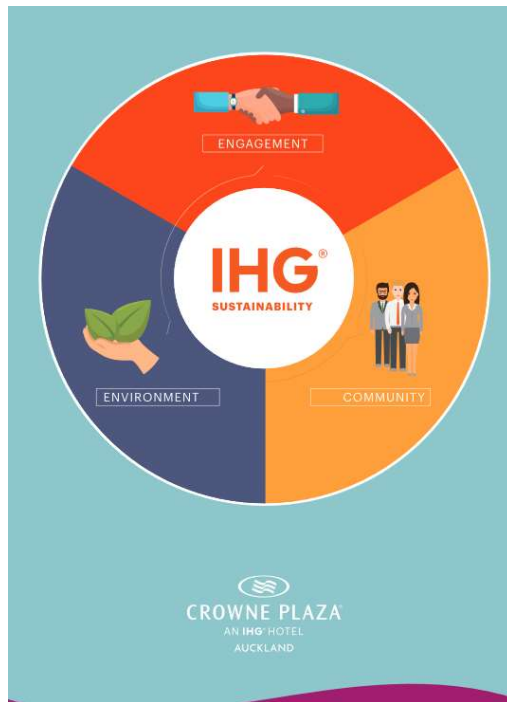 ENGAGEMENT
IHG®
SUSTAINABILITY
ENVIRONMENT
COMMUNITY
CROWNE PLAZA
AN IHG® HOTEL
AUCKLAND